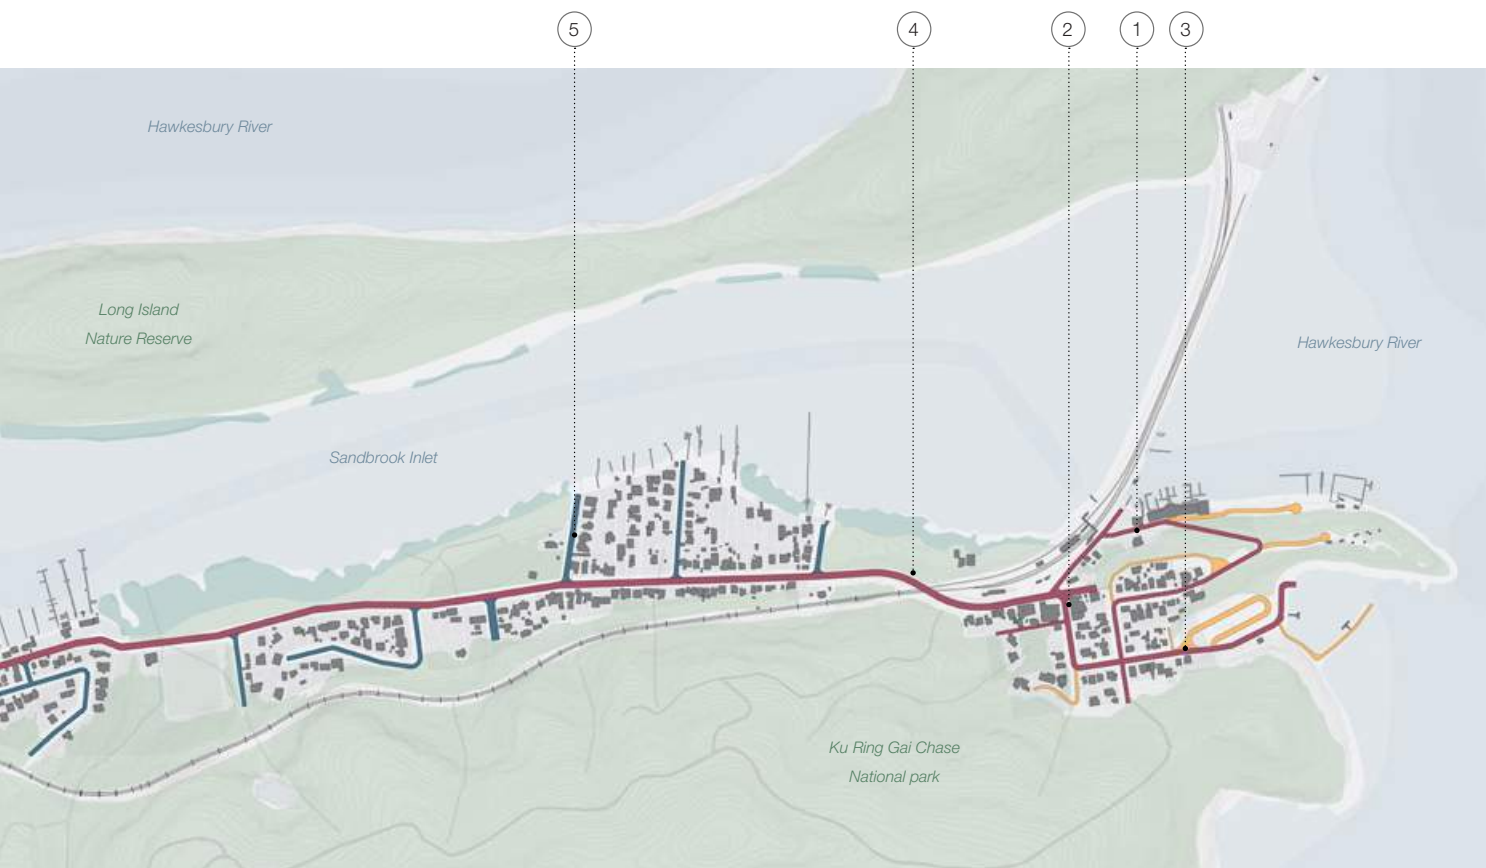 5
4
2
1
3
Hawkesbury River
Long Island
Nature Reserve
Hawkesbury River
Sandbrook Inlet
Ku Ring Gai Chase
National park